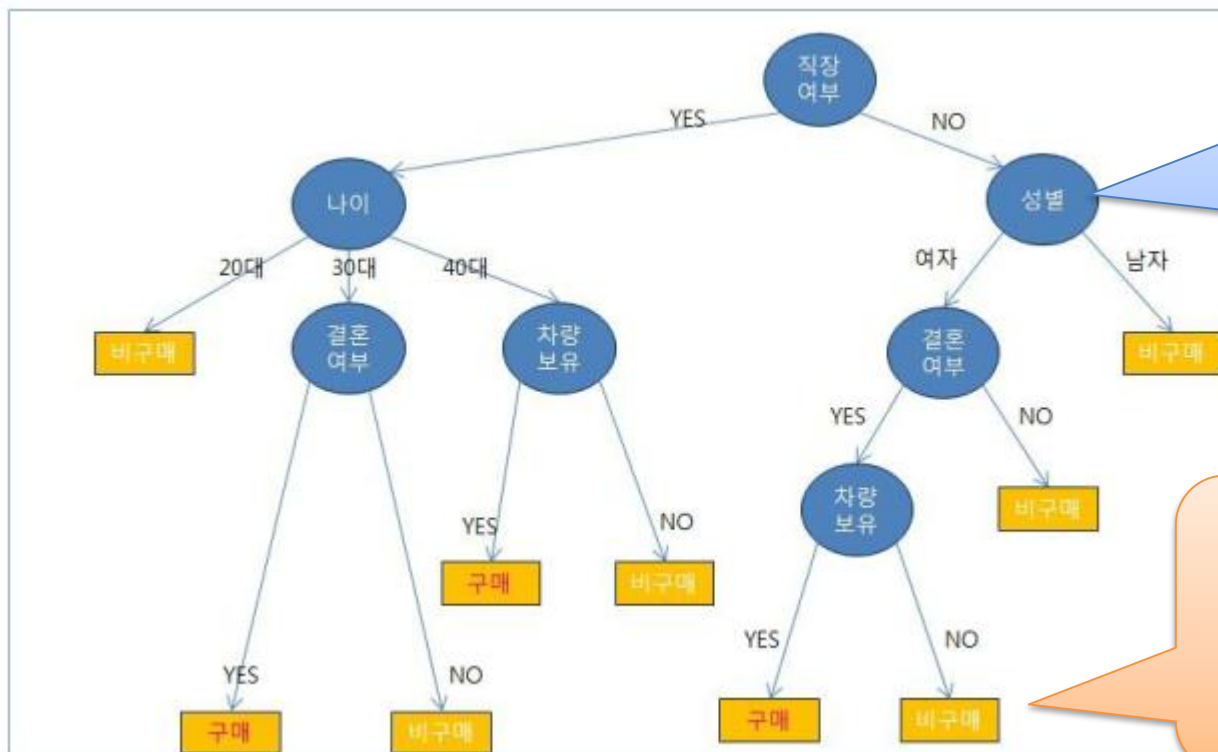 직장
여부
YES
NO
나이
성별
20대
30대
40대
여자
남자
비구매
결혼
여부
차량
보유
결혼
여부
비구매
YES
NO
차량
보유
비구매
YES
NO
구매
비구매
YES
NO
YES
NO
구매
비구매
구매
비구매